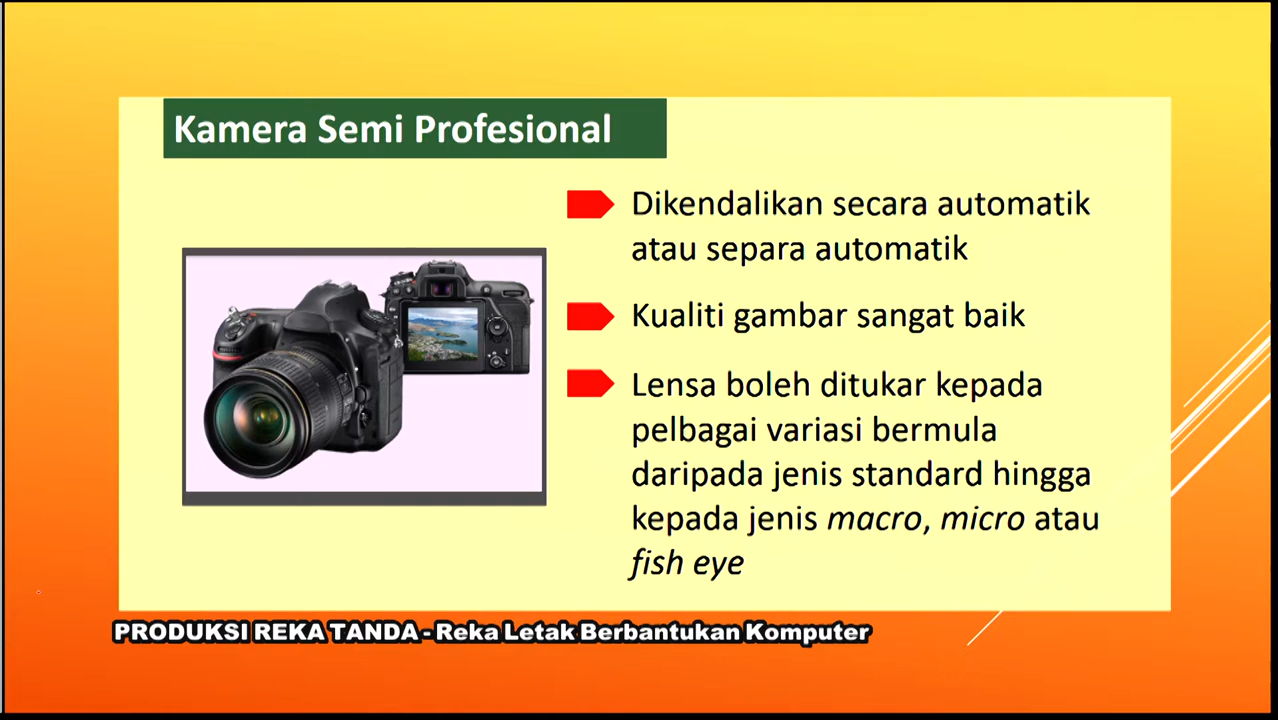 Kamera Semi Profesional
Dikendalikan secara automatik
atau separa automatik
Kualiti gambar sangat baik
Lensa boleh ditukar kepada
pelbagai variasi bermula
daripada jenis standard hingga
kepada jenis macro, micro atau
fish eye
PRODUKSI REKA TANDA - Reka Letak Berbantukan Komputer